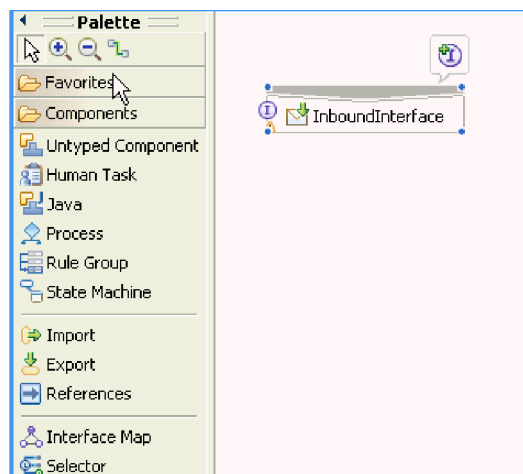 Palette
Favorites
Components
Untyped Component
Human Task
Java
Process
Rule Group
State Machine
Import
Export
References
Interface Map
Selector
I
I
InboundInterface